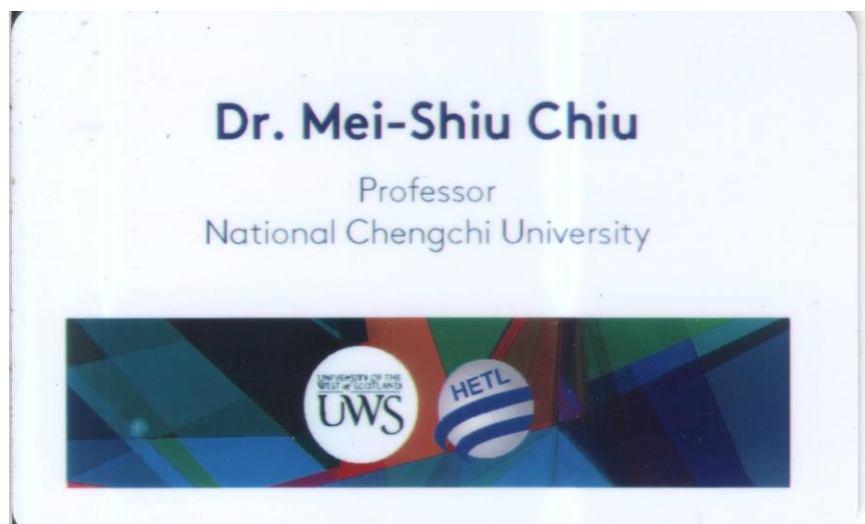 Dr. Mei-Shiu Chiu
Professor
National Chengchi University
UNIVERSITY OF THE
WEST of SCOTLAND
UWS
HETL